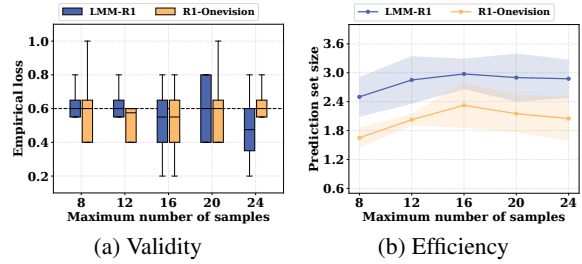 LMM-R1 R1-Onevision
Empirical loss
1.0
0.8
0.6
0.4
0.2
8 12 16 20 24
Maximum number of samples
(a) Validity
LMM-R1 R1-Onevision
Prediction set size
3.6
3.0
2.4
1.8
1.2
0.6
8 12 16 20 24
Maximum number of samples
(b) Efficiency